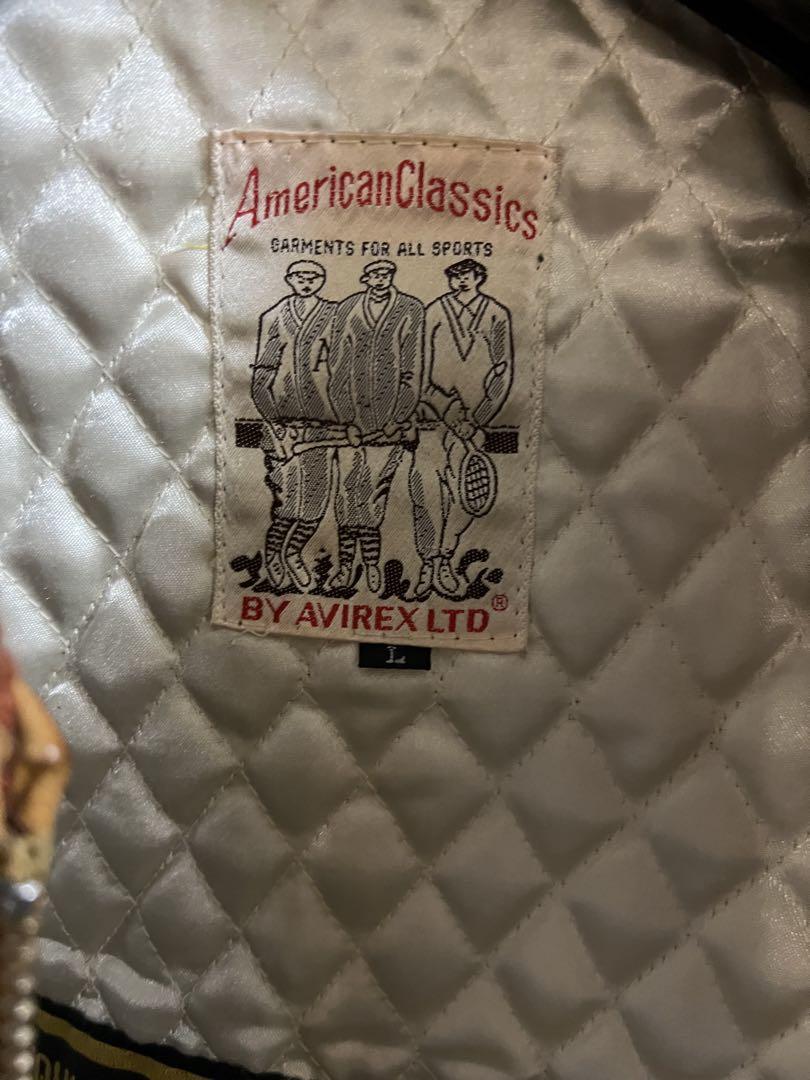 AmericanClassics
GARMENTS FOR ALL SPORTS
A
BY AVIREX LTD®
L